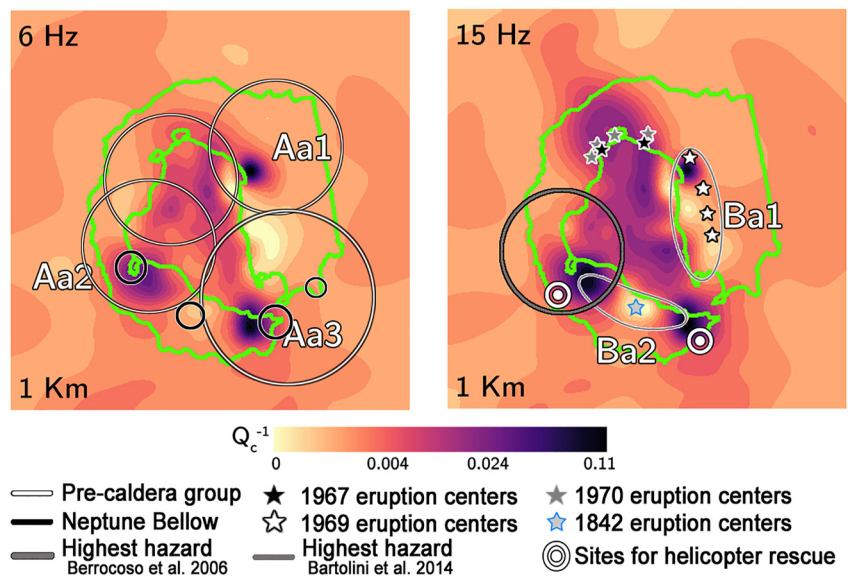 6 Hz
Aa1
Aa2
Aa3
1 Km
15 Hz
Ba1
Ba2
1 Km
Qc⁻¹
0 0.004 0.024 0.11
Pre-caldera group
Neptune Bellow
Highest hazard
Berrocoso et al. 2006
1967 eruption centers
1969 eruption centers
Highest hazard
Bartolini et al. 2014
1970 eruption centers
1842 eruption centers
Sites for helicopter rescue